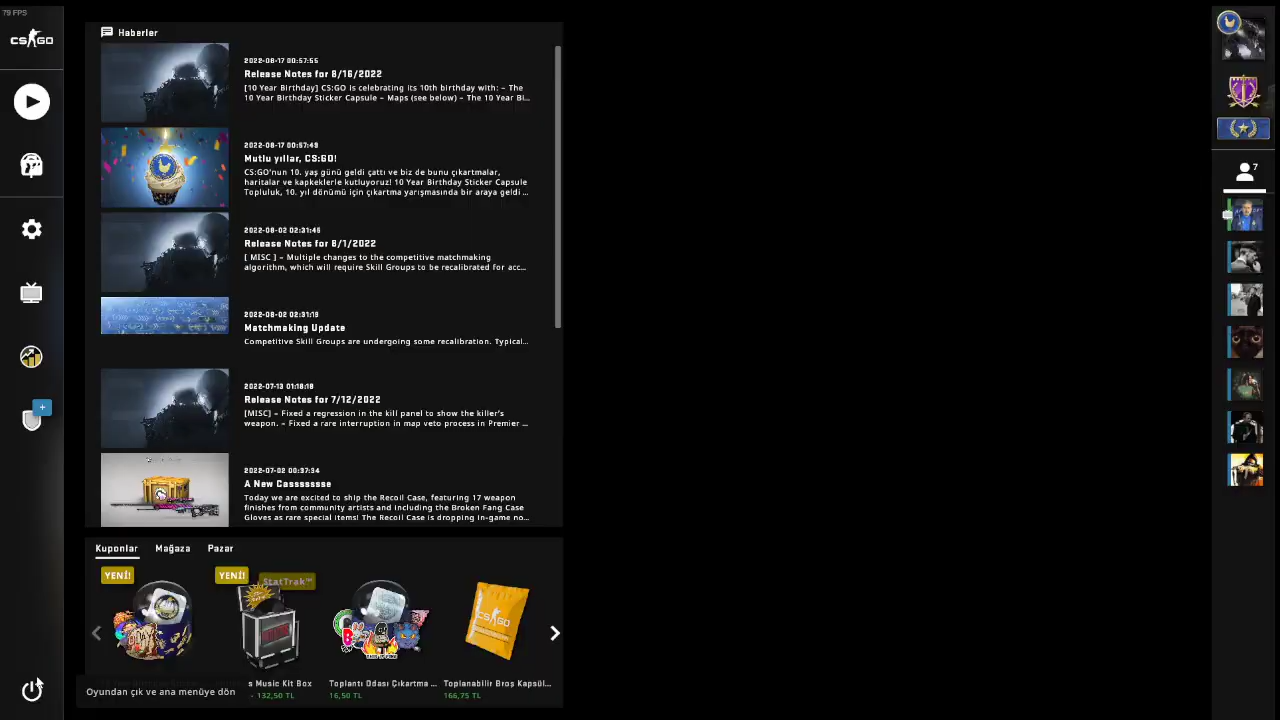 79 FPS
CS:GO
Haberler
2022-08-17 00:57:55
Release Notes for 8/16/2022
[10 Year Birthday] CS:GO is celebrating its 10th birthday with: – The
10 Year Birthday Sticker Capsule – Maps (see below) – The 10 Year Bi...
2022-08-17 00:57:49
Mutlu yıllar, CS:GO!
CS:GO'nun 10. yaş günü geldi çattı ve biz de bunu çıkartmalar,
haritalar ve kapkeklerle kutluyoruz! 10 Year Birthday Sticker Capsule
Topluluk, 10. yıl dönümü için çıkartma yarışmasında bir araya geldi ...
2022-08-02 02:31:45
Release Notes for 8/1/2022
[ MISC ] – Multiple changes to the competitive matchmaking
algorithm, which will require Skill Groups to be recalibrated for acc...
2022-08-02 02:31:19
Matchmaking Update
Competitive Skill Groups are undergoing some recalibration. Typical...
2022-07-13 01:18:18
Release Notes for 7/12/2022
[MISC] – Fixed a regression in the kill panel to show the killer's
weapon. – Fixed a rare interruption in map veto process in Premier ...
2022-07-02 00:37:34
A New Casssssssse
Today we are excited to ship the Recoil Case, featuring 17 weapon
finishes from community artists and including the Broken Fang Case
Gloves as rare special items! The Recoil Case is dropping in-game no...
7
+
Kuponlar
Mağaza
Pazar
YENİ!
YENİ!
StatTrak™
CS:GO
s Music Kit Box
Toplantı Odası Çıkartma ...
Toplanabilir Broş Kapsül...
– 132,50 TL
16,50 TL
166,75 TL
Oyundan çık ve ana menüye dön